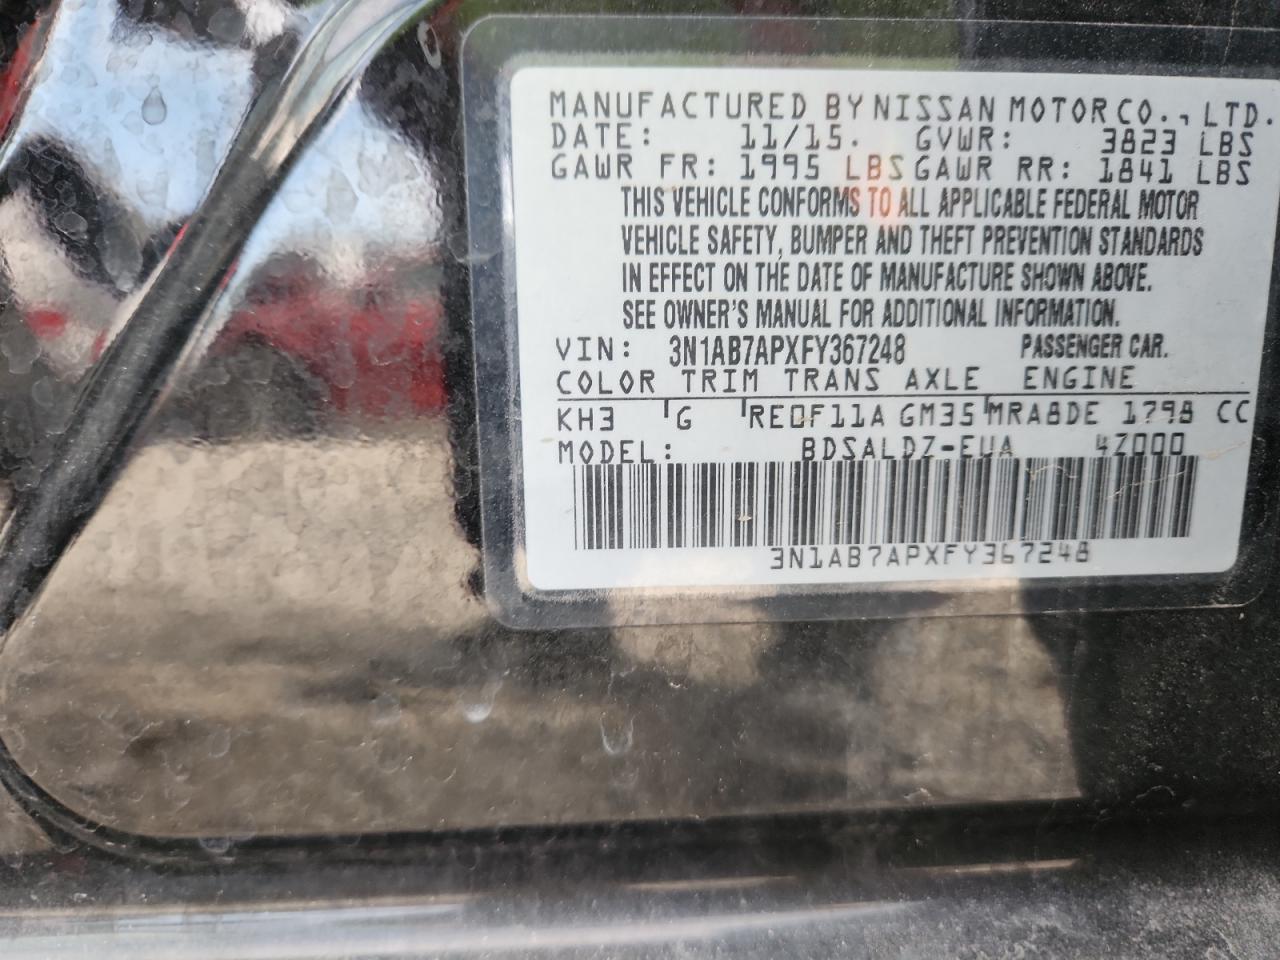 MANUFACTURED BY NISSAN MOTOR CO., LTD.
DATE: 11/15. GVWR: 3823 LBS
GAWR FR: 1995 LBS GAWR RR: 1841 LBS
THIS VEHICLE CONFORMS TO ALL APPLICABLE FEDERAL MOTOR
VEHICLE SAFETY, BUMPER AND THEFT PREVENTION STANDARDS
IN EFFECT ON THE DATE OF MANUFACTURE SHOWN ABOVE.
SEE OWNER'S MANUAL FOR ADDITIONAL INFORMATION.
VIN: 3N1AB7APXFY367248 PASSENGER CAR.
COLOR TRIM TRANS AXLE ENGINE
KH3 G RE0F11A GM35 MRA8DE 1798 CC
MODEL: BDSALDZ-EUA 4Z000
3N1AB7APXFY367248